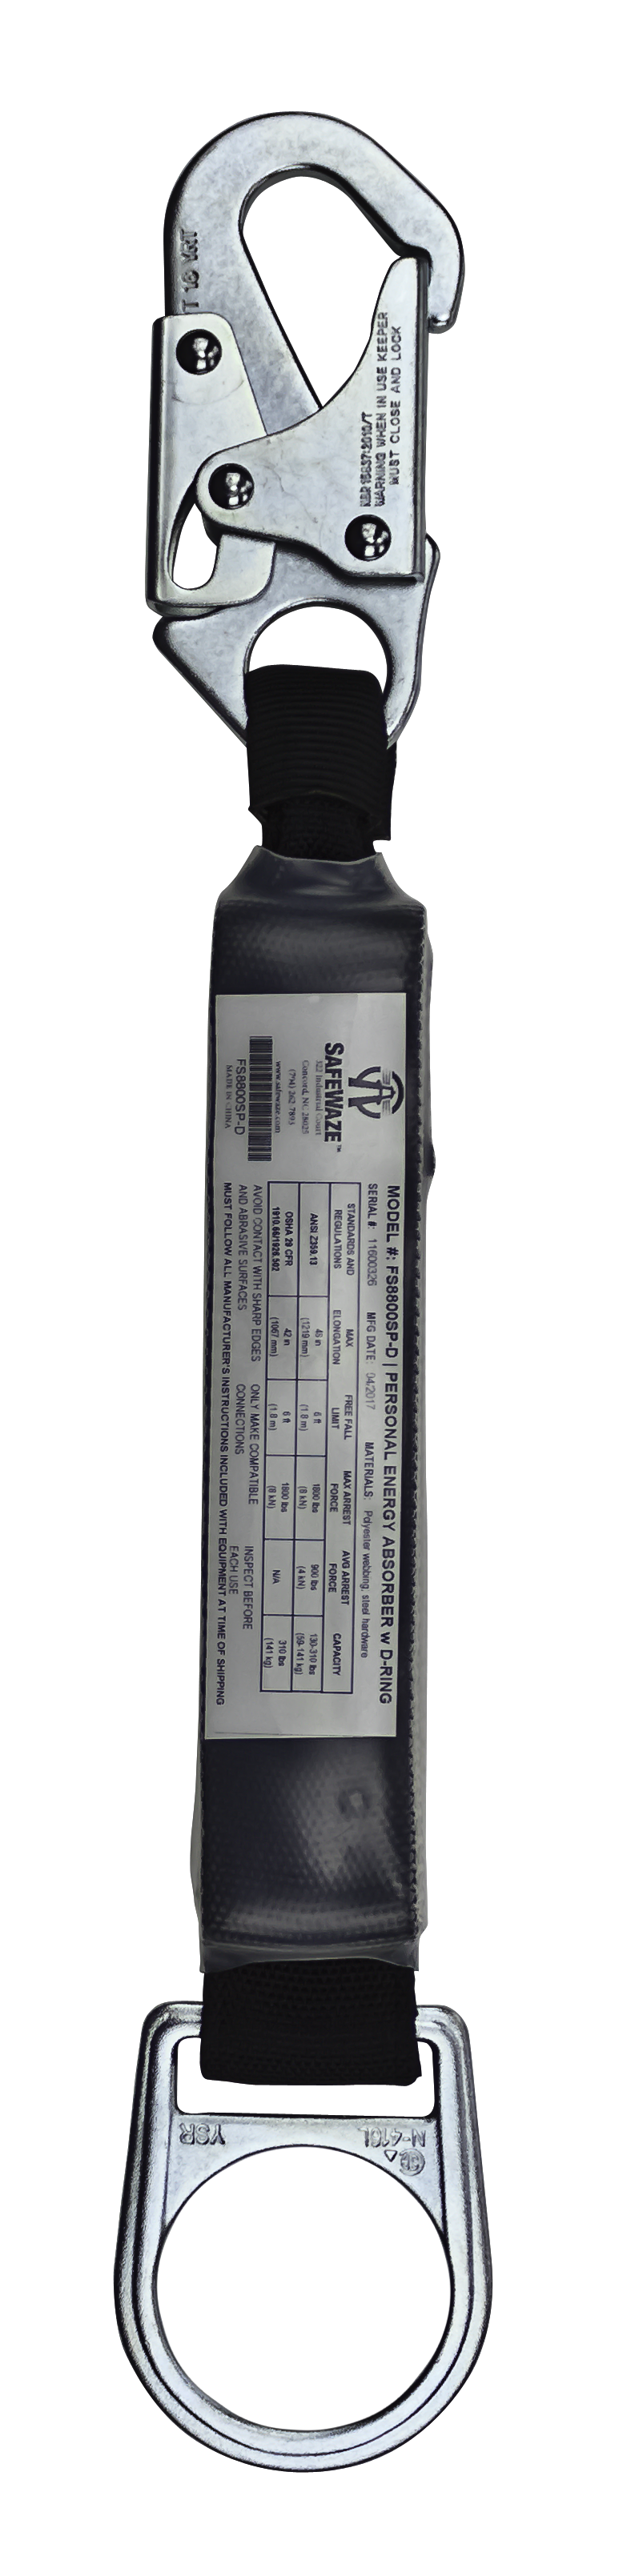 WARNING WHEN IN USE KEEPER
MUST CLOSE AND LOCK
SAFEWAZE™
322 Industrial Court
Concord, NC 28025
(704) 262 7893
www.safewaze.com
FS8800SP-D
MADE IN CHINA
MODEL #: FS8800SP-D | PERSONAL ENERGY ABSORBER w D-RING
SERIAL #: 11600326 MFG DATE: 04/2017 MATERIALS: Polyester webbing, steel hardware
STANDARDS AND REGULATIONS MAX ELONGATION FREE FALL LIMIT MAX ARREST FORCE AVG ARREST FORCE CAPACITY
ANSI Z359.13 48 in (1219 mm) 6 ft (1.8 m) 1800 lbs (8 kN) 900 lbs (4 kN) 130-310 lbs (59-141 kg)
OSHA 29 CFR 1910.66/1926.502 42 in (1067 mm) 6 ft (1.8 m) 1800 lbs (8 kN) N/A 310 lbs (141 kg)
AVOID CONTACT WITH SHARP EDGES
AND ABRASIVE SURFACES
ONLY MAKE COMPATIBLE
CONNECTIONS
INSPECT BEFORE
EACH USE
MUST FOLLOW ALL MANUFACTURER'S INSTRUCTIONS INCLUDED WITH EQUIPMENT AT TIME OF SHIPPING
YSR
N-416L